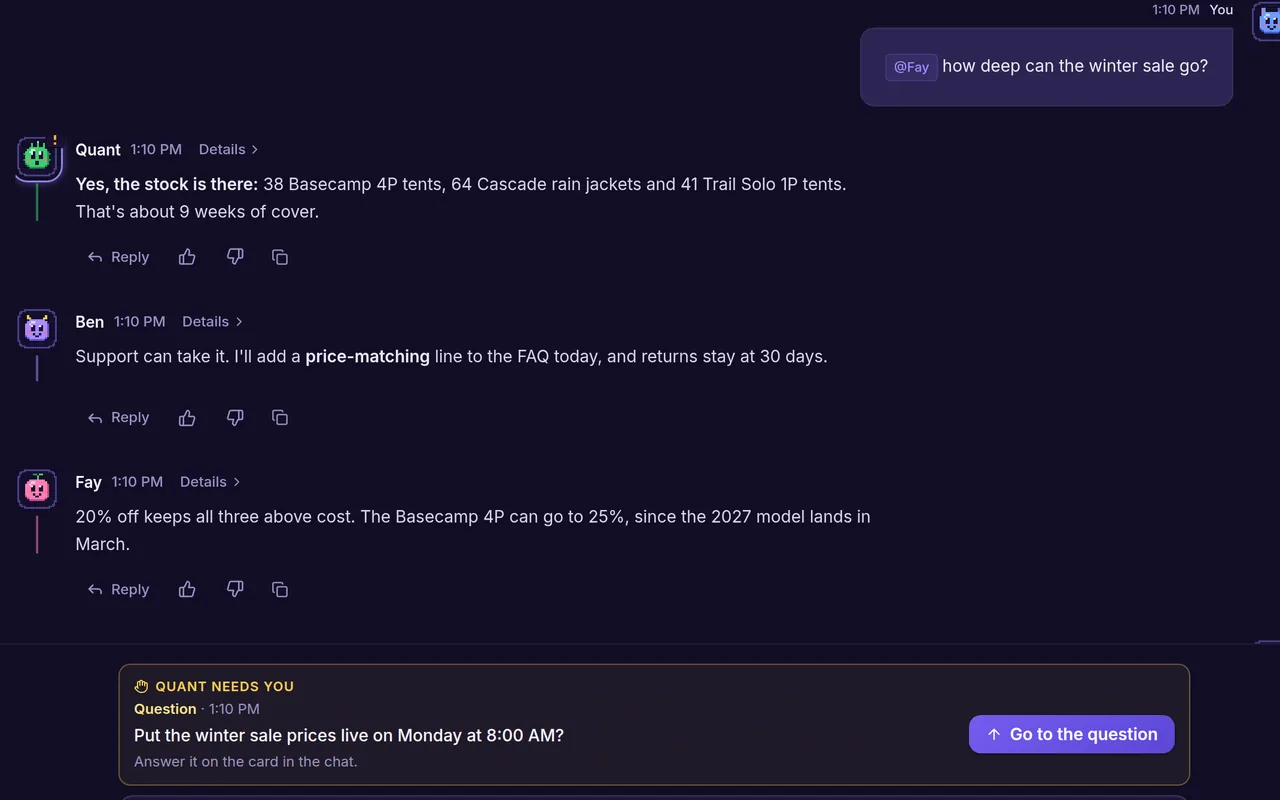 1:10 PM You
@Fay how deep can the winter sale go?
Quant 1:10 PM Details
Yes, the stock is there: 38 Basecamp 4P tents, 64 Cascade rain jackets and 41 Trail Solo 1P tents.
That's about 9 weeks of cover.
Reply
Ben 1:10 PM Details
Support can take it. I'll add a price-matching line to the FAQ today, and returns stay at 30 days.
Reply
Fay 1:10 PM Details
20% off keeps all three above cost. The Basecamp 4P can go to 25%, since the 2027 model lands in
March.
Reply
QUANT NEEDS YOU
Question · 1:10 PM
Put the winter sale prices live on Monday at 8:00 AM?
Answer it on the card in the chat.
Go to the question